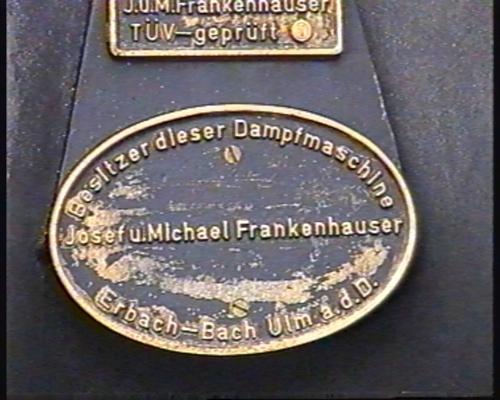 J.u.M.Frankenhauser
TÜV-geprüft
Besitzer dieser Dampfmaschine
Josef u.Michael Frankenhauser
Erbach-Bach Ulm.a.d.D.